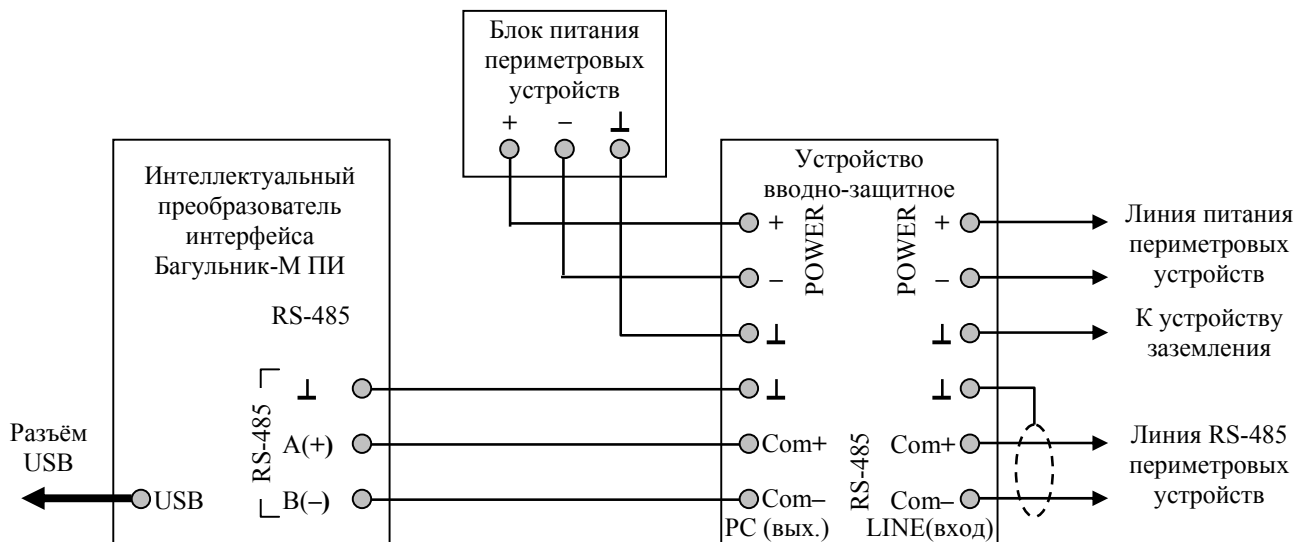 Блок питания
периметровых
устройств
+ – ⊥
Интеллектуальный
преобразователь
интерфейса
Багульник-М ПИ
RS-485
RS-485
⊥
A(+)
B(–)
USB
Разъём
USB
Устройство
вводно-защитное
+
–
⊥
⊥
POWER
POWER
+
–
⊥
⊥
Com+
Com–
RS-485
Com+
Com–
PC (вых.)
LINE(вход)
Линия питания
периметровых
устройств
К устройству
заземления
Линия RS-485
периметровых
устройств